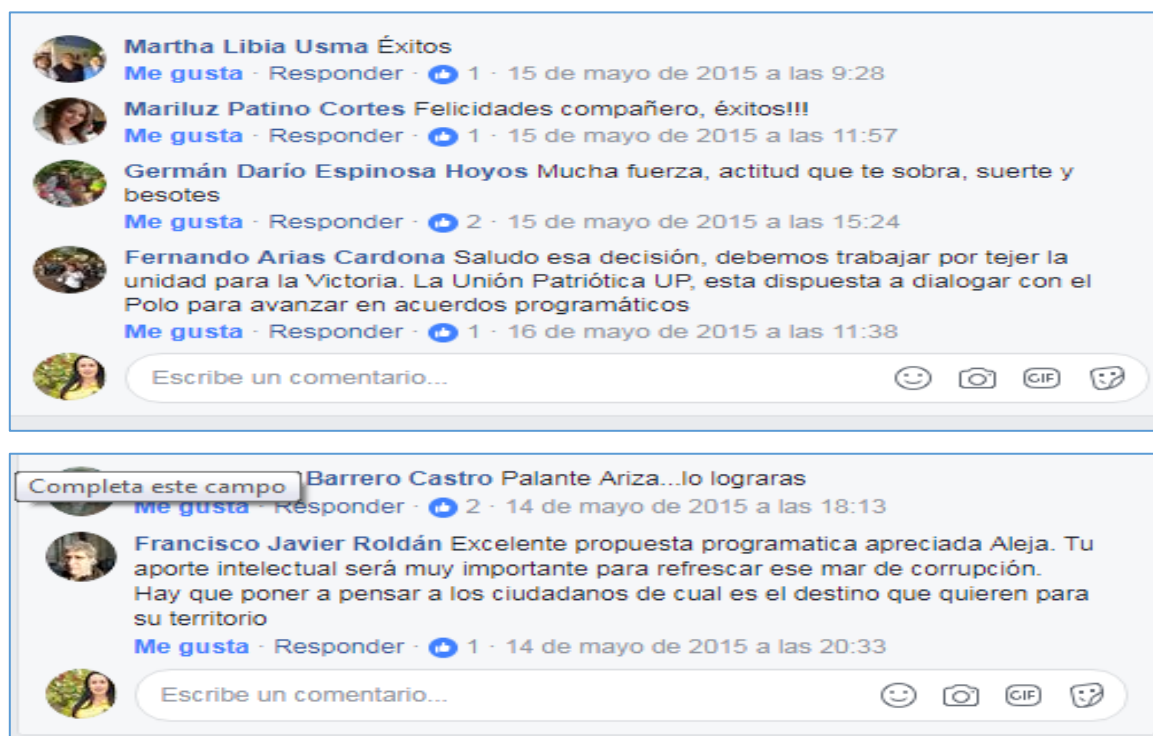 Martha Libia Usma Éxitos
Me gusta · Responder · 1 · 15 de mayo de 2015 a las 9:28
Mariluz Patino Cortes Felicidades compañero, éxitos!!!
Me gusta · Responder · 1 · 15 de mayo de 2015 a las 11:57
Germán Darío Espinosa Hoyos Mucha fuerza, actitud que te sobra, suerte y
besotes
Me gusta · Responder · 2 · 15 de mayo de 2015 a las 15:24
Fernando Arias Cardona Saludo esa decisión, debemos trabajar por tejer la
unidad para la Victoria. La Unión Patriótica UP, esta dispuesta a dialogar con el
Polo para avanzar en acuerdos programáticos
Me gusta · Responder · 1 · 16 de mayo de 2015 a las 11:38
Escribe un comentario...
GIF
Completa este campo
Barrero Castro Palante Ariza...lo lograras
Me gusta · Responder · 2 · 14 de mayo de 2015 a las 18:13
Francisco Javier Roldán Excelente propuesta programatica apreciada Aleja. Tu
aporte intelectual será muy importante para refrescar ese mar de corrupción.
Hay que poner a pensar a los ciudadanos de cual es el destino que quieren para
su territorio
Me gusta · Responder · 1 · 14 de mayo de 2015 a las 20:33
Escribe un comentario...
GIF